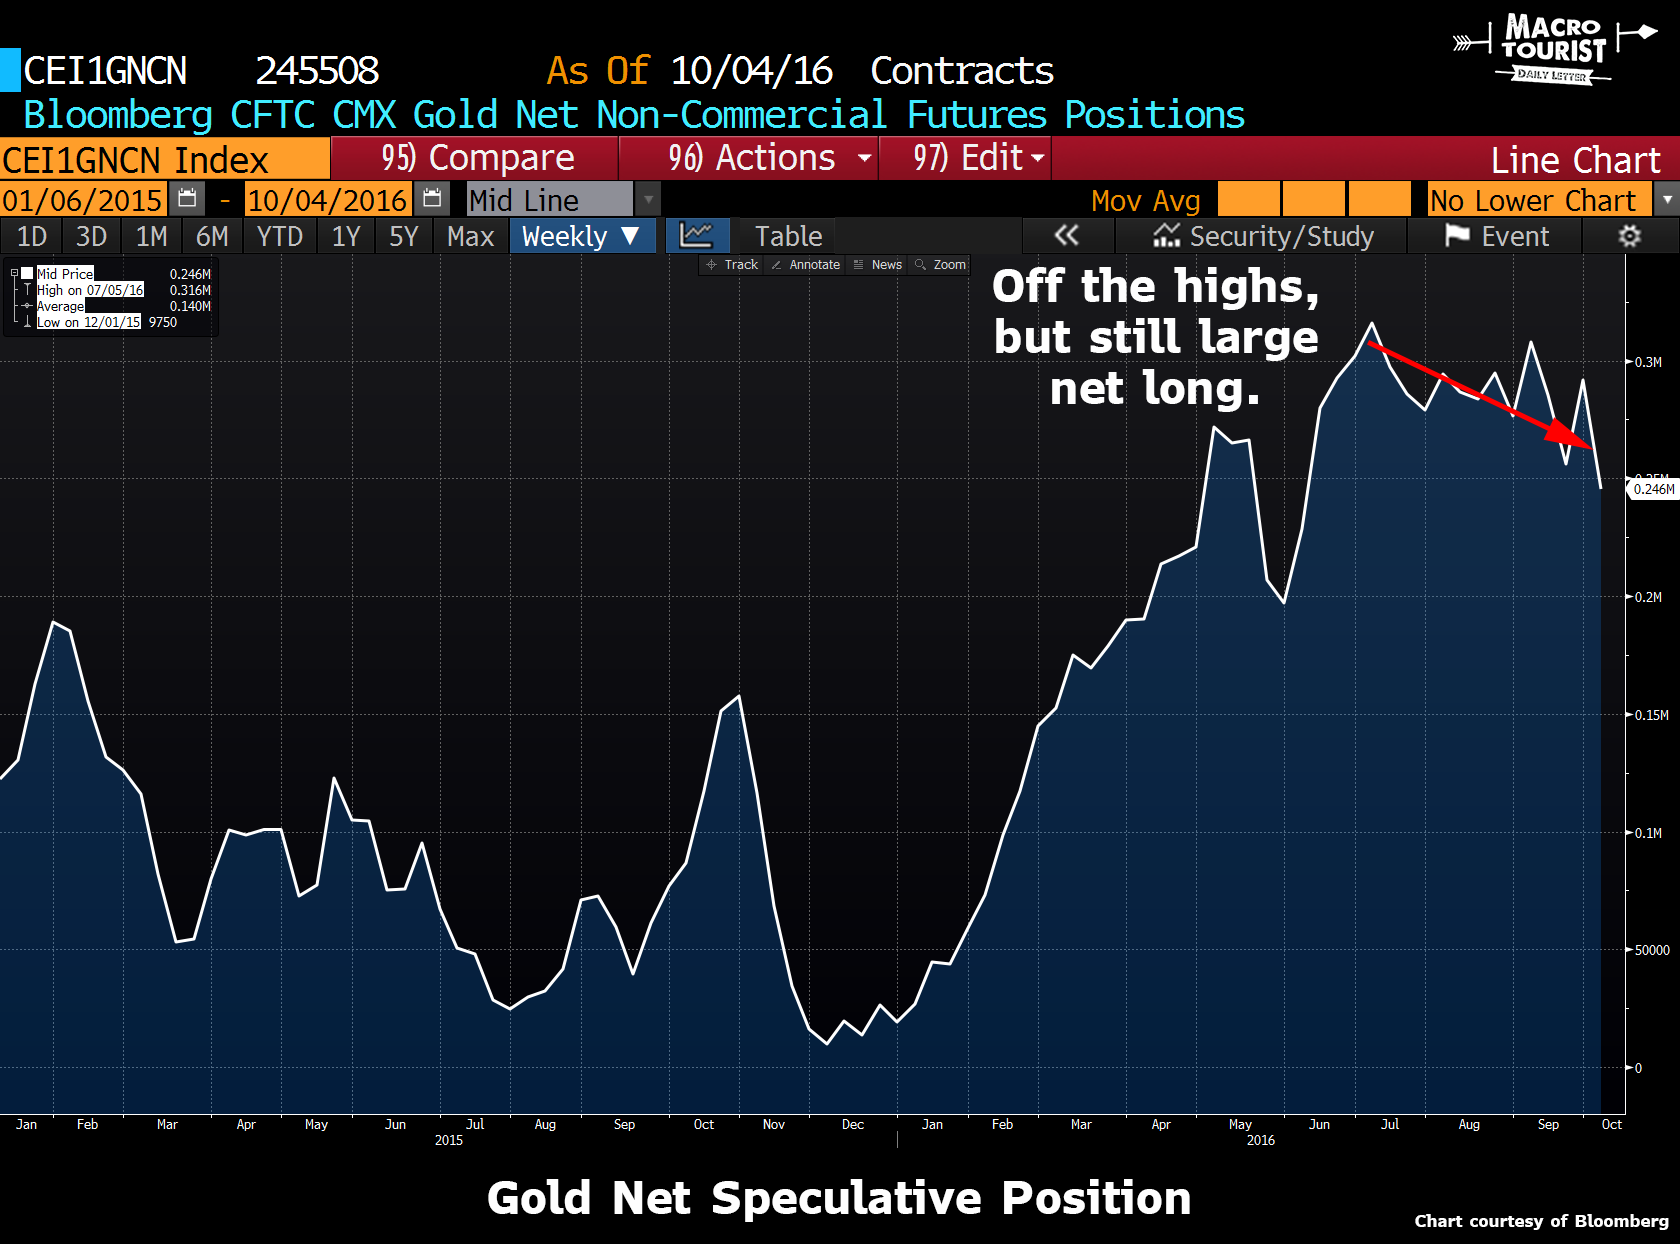 MACRO
TOURIST
DAILY LETTER
CEI1GNCN 245508 As Of 10/04/16 Contracts
Bloomberg CFTC CMX Gold Net Non-Commercial Futures Positions
CEI1GNCN Index 95) Compare 96) Actions 97) Edit Line Chart
01/06/2015 - 10/04/2016 Mid Line Mov Avg No Lower Chart
1D 3D 1M 6M YTD 1Y 5Y Max Weekly ▼ Table « Security/Study Event
Track Annotate News Zoom
Mid Price 0.246M
High on 07/05/16 0.316M
Average 0.140M
Low on 12/01/15 9750
Off the highs,
but still large
net long.
0.3M
0.246M
0.2M
0.15M
0.1M
50000
0
Jan Feb Mar Apr May Jun Jul Aug Sep Oct Nov Dec Jan Feb Mar Apr May Jun Jul Aug Sep Oct
2015 2016
Gold Net Speculative Position
Chart courtesy of Bloomberg